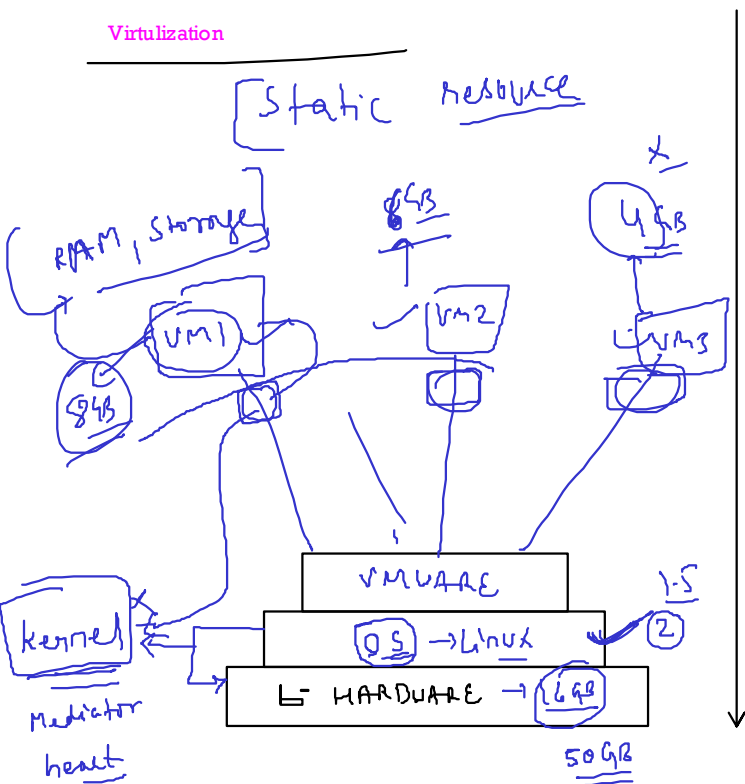 Virtulization
Static resource
RAM, Storage
8GB
4GB
x
VM1
VM2
VM3
8GB
VMWARE
OS → Linux
HARDWARE → 16GB
kernel
Mediator
heart
1.5
2
50GB